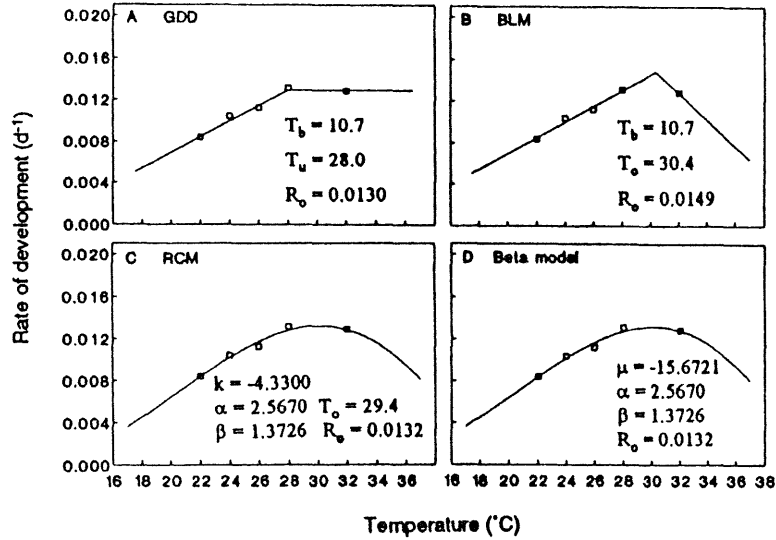 A GDD
0.020
0.016
0.012
0.008
0.004
0.000
T_b = 10.7
T_u = 28.0
R_o = 0.0130
B BLM
T_b = 10.7
T_o = 30.4
R_o = 0.0149
C RCM
0.020
0.016
0.012
0.008
0.004
0.000
k = -4.3300
α = 2.5670 T_o = 29.4
β = 1.3726 R_o = 0.0132
D Beta model
μ = -15.6721
α = 2.5670
β = 1.3726
R_o = 0.0132
16 18 20 22 24 26 28 30 32 34 36
16 18 20 22 24 26 28 30 32 34 36 38
Rate of development (d⁻¹)
Temperature (°C)